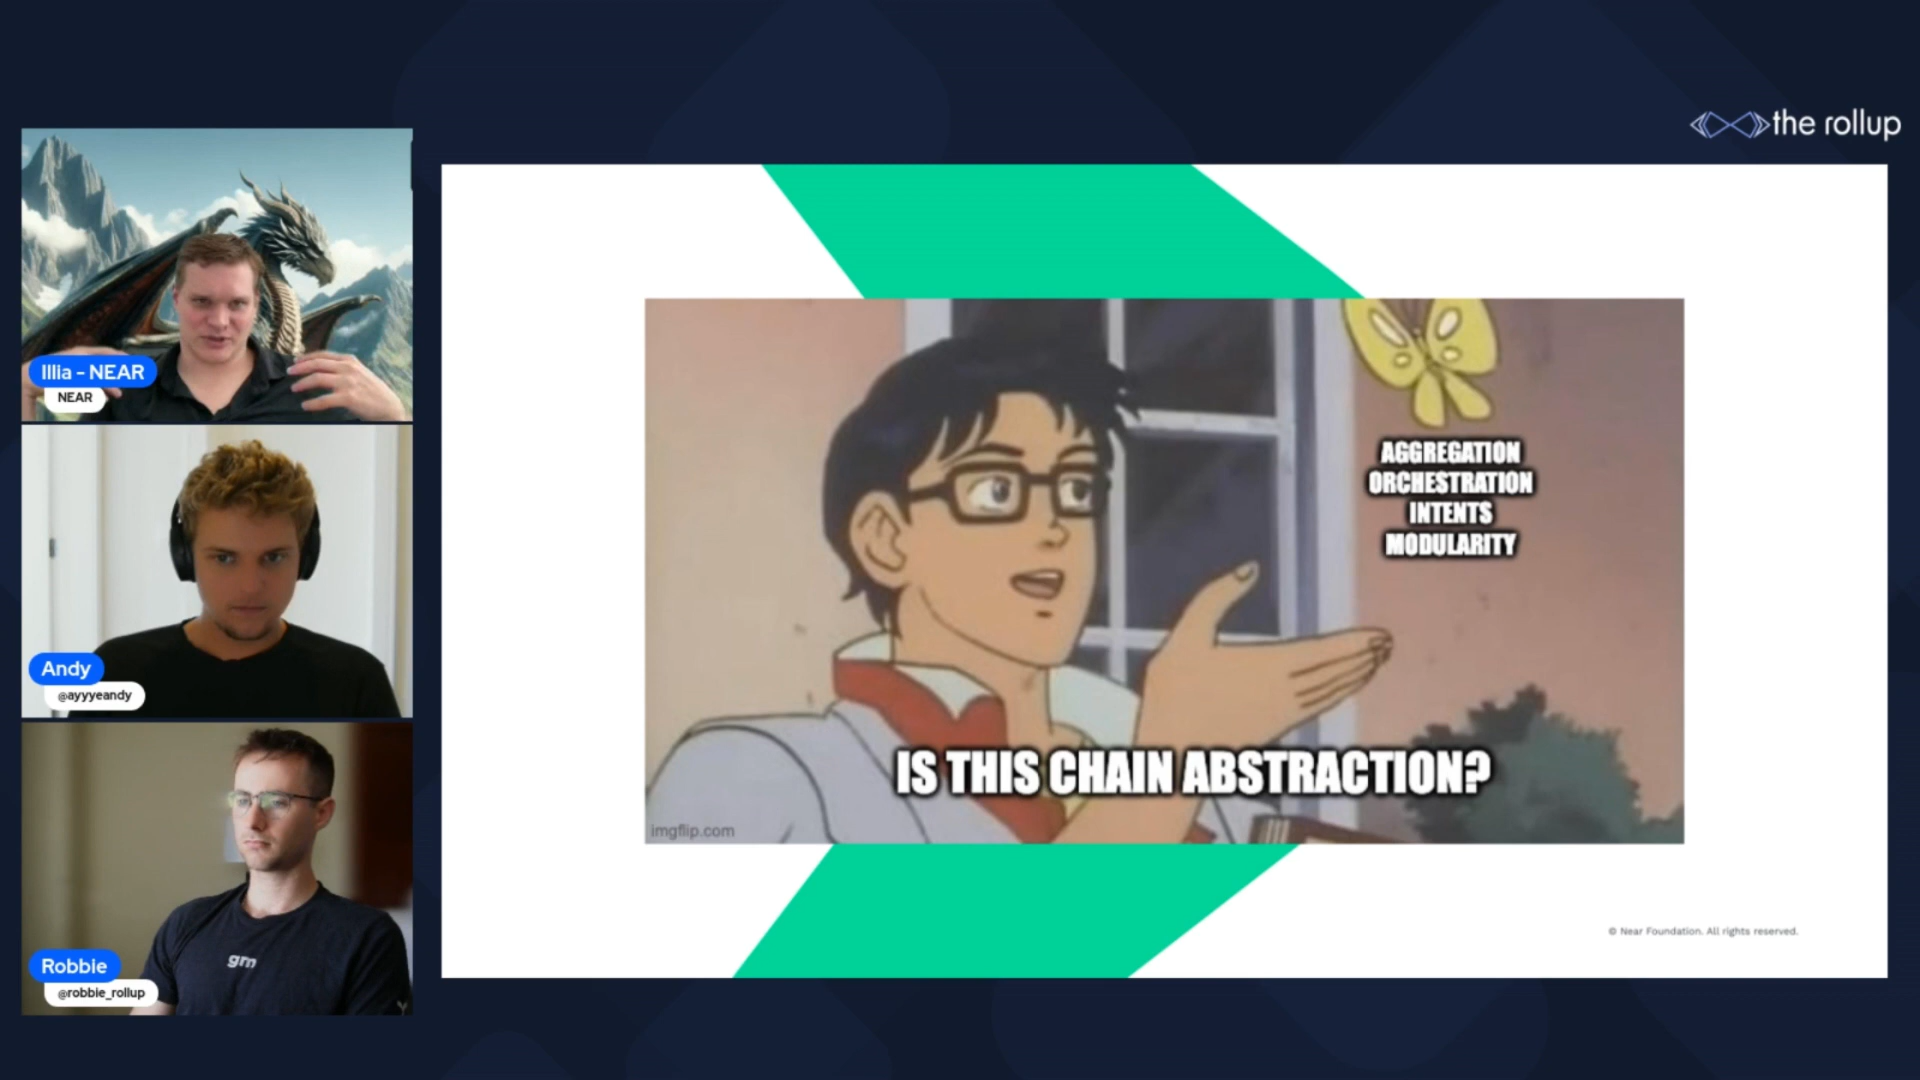 the rollup
Illia - NEAR
NEAR
Andy
@ayyyeandy
grm
Robbie
@robbie_rollup
AGGREGATION
ORCHESTRATION
INTENTS
MODULARITY
IS THIS CHAIN ABSTRACTION?
imgflip.com
© Near Foundation. All rights reserved.